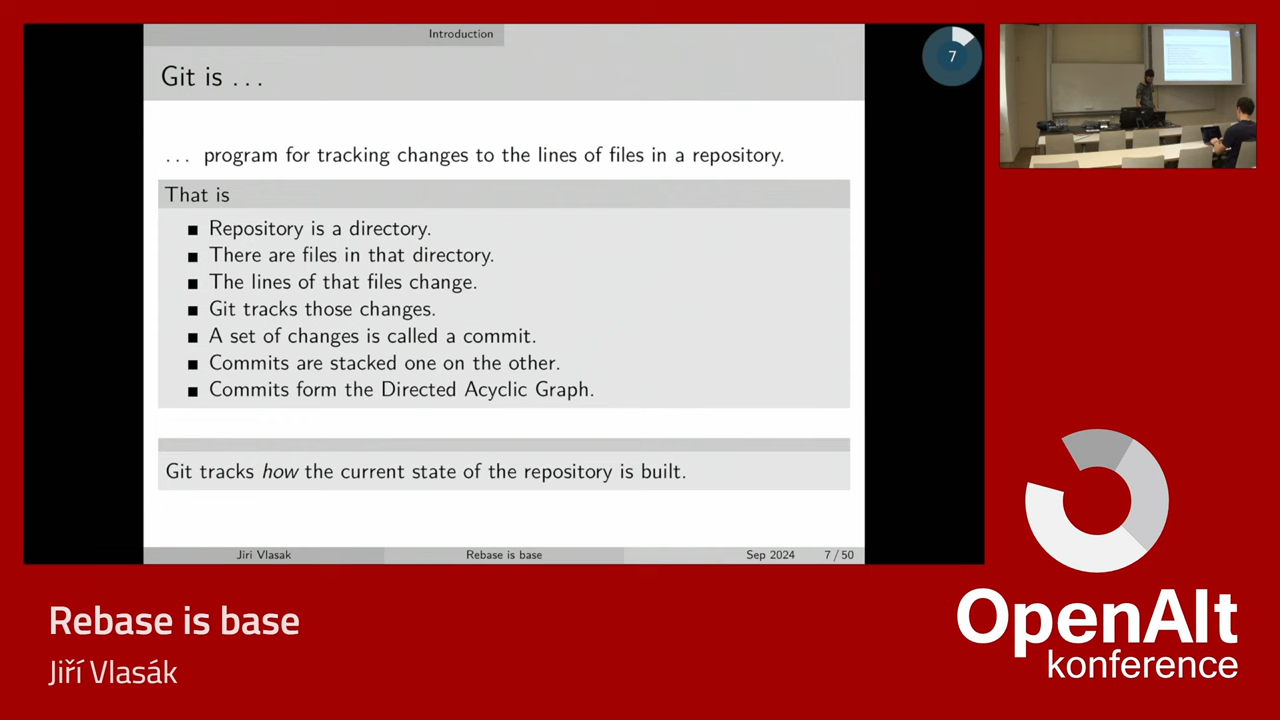 Introduction
Git is ...
7
... program for tracking changes to the lines of files in a repository.
That is
■ Repository is a directory.
■ There are files in that directory.
■ The lines of that files change.
■ Git tracks those changes.
■ A set of changes is called a commit.
■ Commits are stacked one on the other.
■ Commits form the Directed Acyclic Graph.
Git tracks how the current state of the repository is built.
Jiri Vlasak Rebase is base Sep 2024 7 / 50
Rebase is base
Jiří Vlasák
OpenAlt
konference